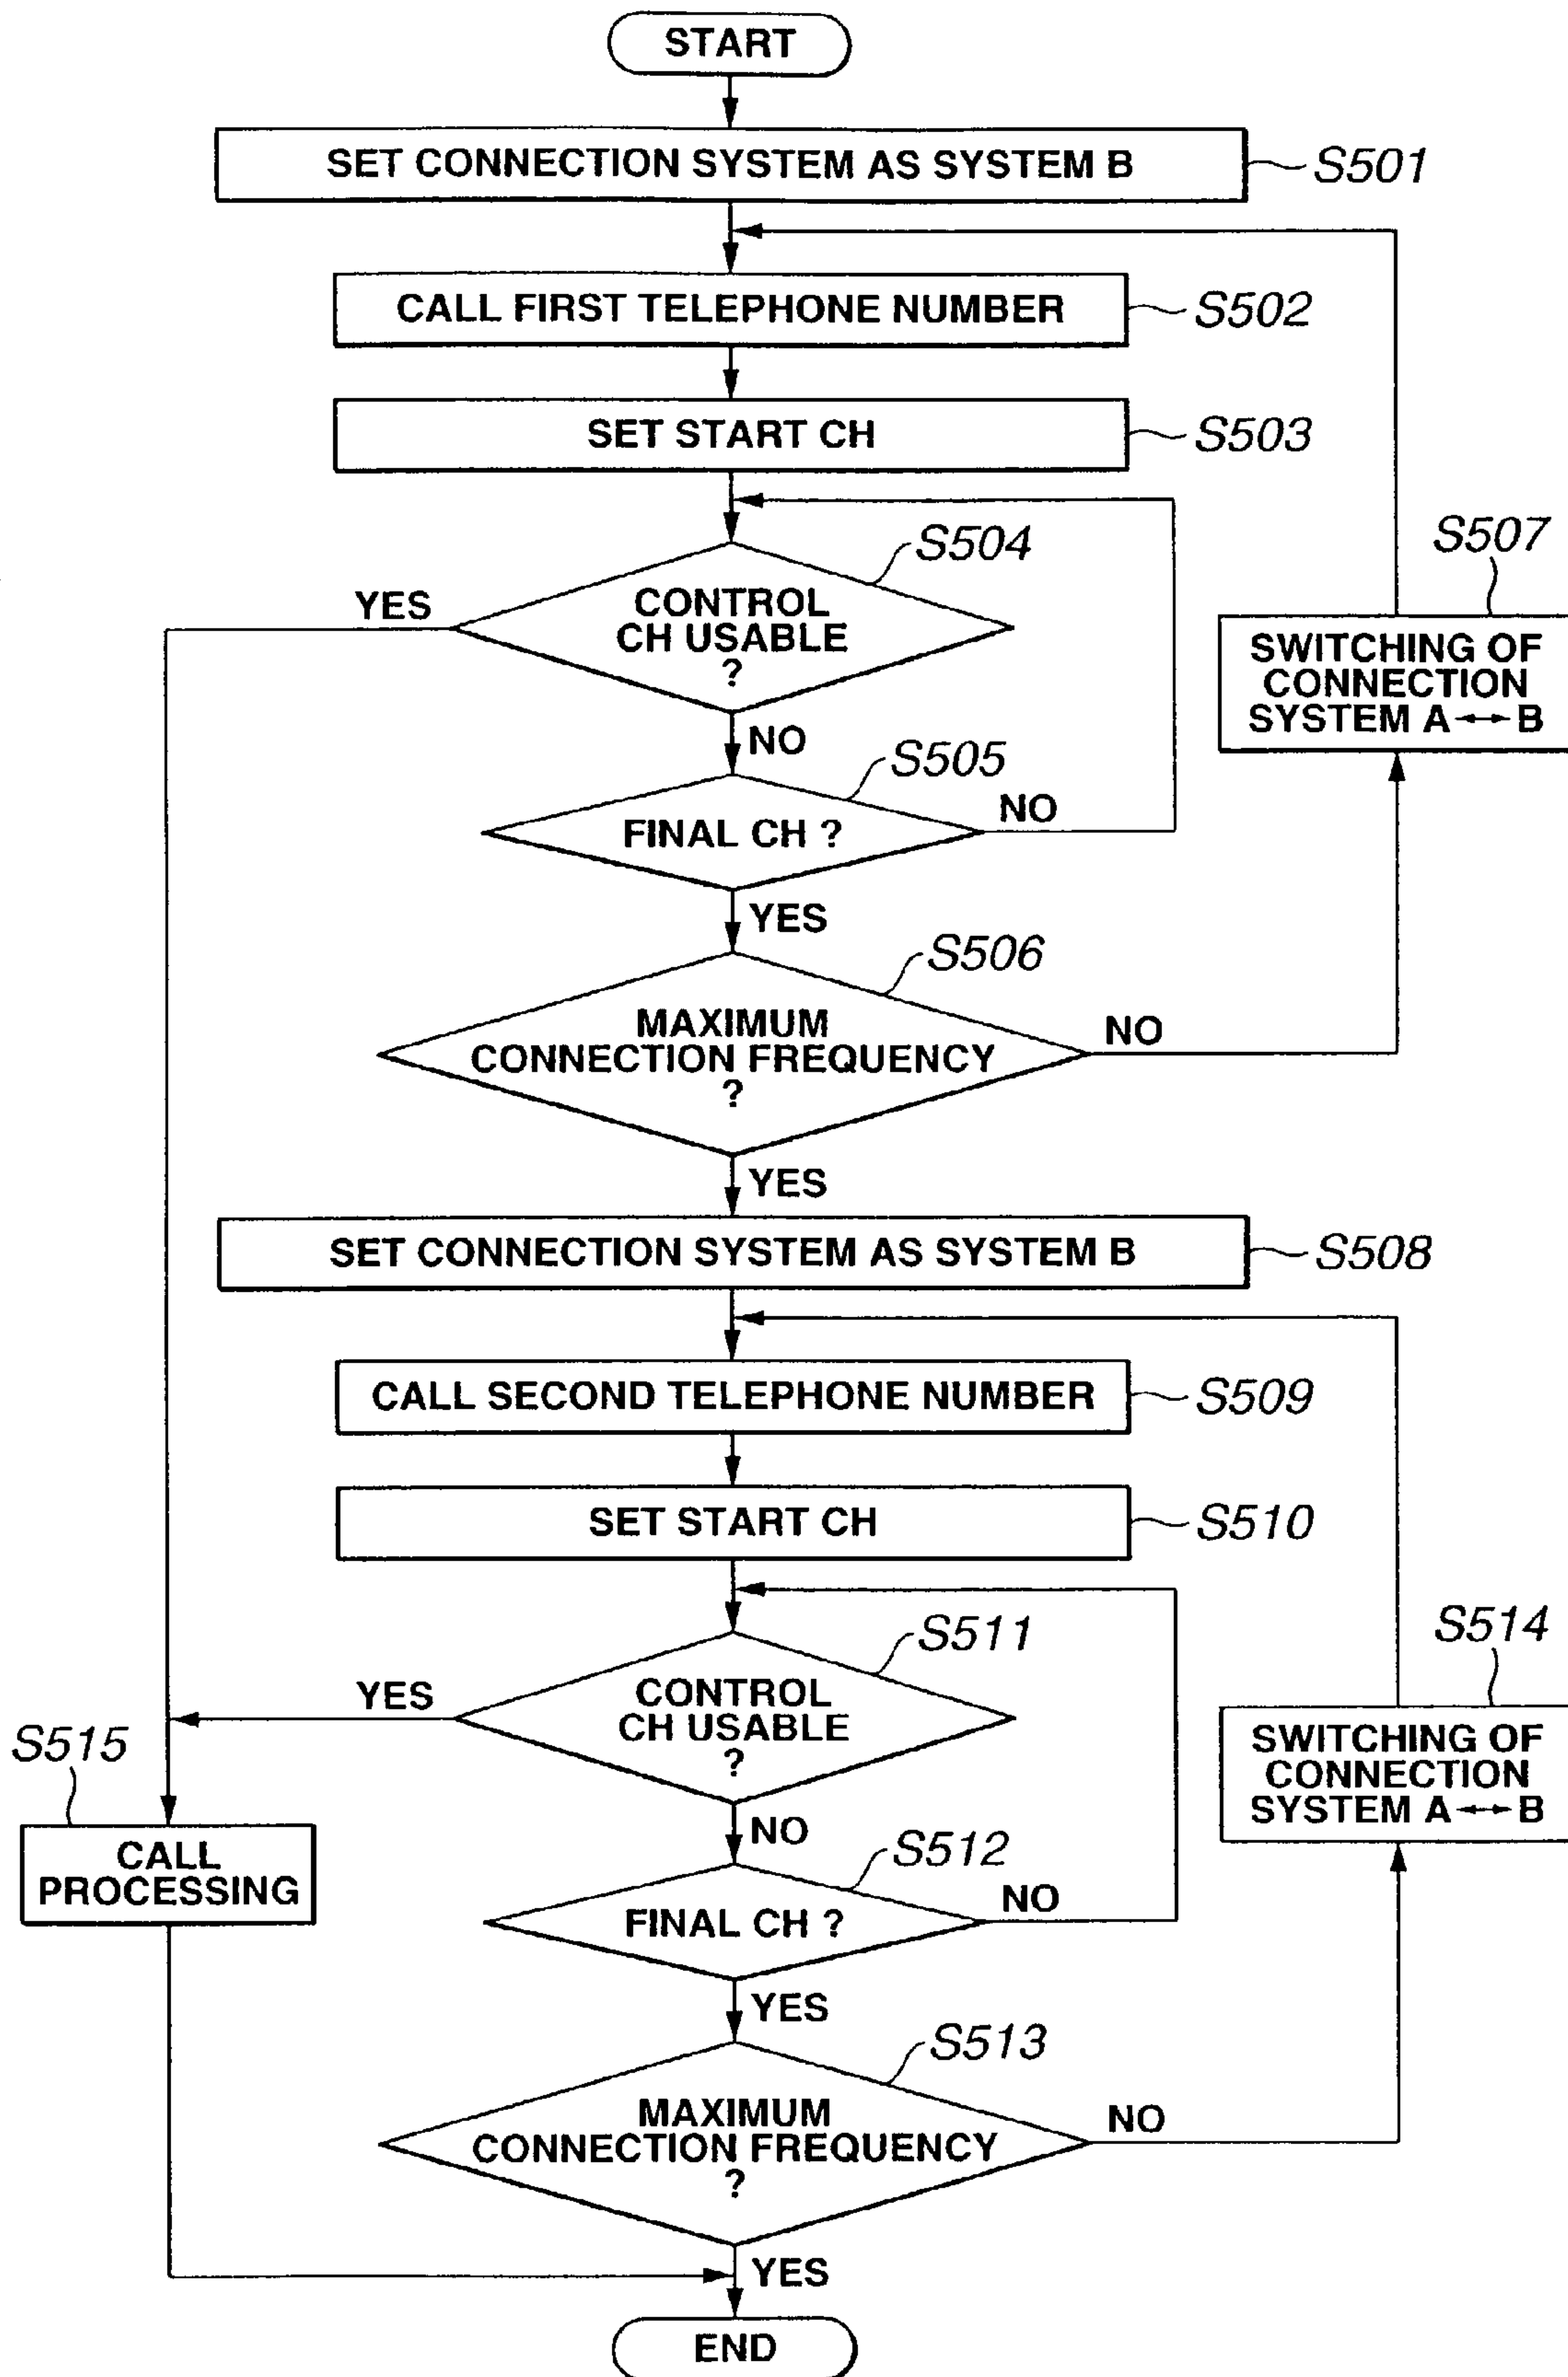 START
SET CONNECTION SYSTEM AS SYSTEM B
S501
CALL FIRST TELEPHONE NUMBER
S502
SET START CH
S503
S504
CONTROL
CH USABLE
?
YES
NO
S507
SWITCHING OF
CONNECTION
SYSTEM A↔B
S505
FINAL CH ?
NO
YES
S506
MAXIMUM
CONNECTION FREQUENCY
?
NO
YES
SET CONNECTION SYSTEM AS SYSTEM B
S508
CALL SECOND TELEPHONE NUMBER
S509
SET START CH
S510
S511
CONTROL
CH USABLE
?
YES
NO
S514
SWITCHING OF
CONNECTION
SYSTEM A↔B
S515
CALL
PROCESSING
S512
FINAL CH ?
NO
YES
S513
MAXIMUM
CONNECTION FREQUENCY
?
NO
YES
END